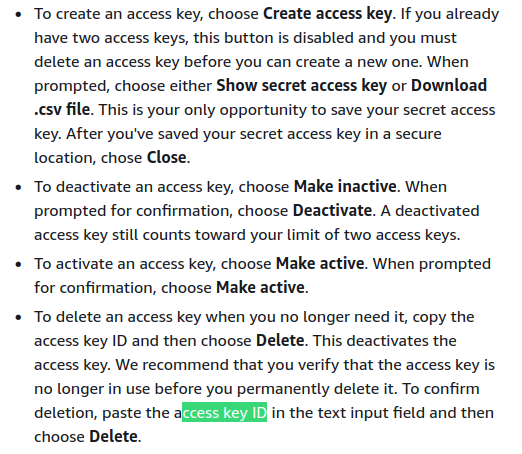 • To create an access key, choose Create access key. If you already
have two access keys, this button is disabled and you must
delete an access key before you can create a new one. When
prompted, choose either Show secret access key or Download
.csv file. This is your only opportunity to save your secret access
key. After you've saved your secret access key in a secure
location, chose Close.
• To deactivate an access key, choose Make inactive. When
prompted for confirmation, choose Deactivate. A deactivated
access key still counts toward your limit of two access keys.
• To activate an access key, choose Make active. When prompted
for confirmation, choose Make active.
• To delete an access key when you no longer need it, copy the
access key ID and then choose Delete. This deactivates the
access key. We recommend that you verify that the access key is
no longer in use before you permanently delete it. To confirm
deletion, paste the access key ID in the text input field and then
choose Delete.